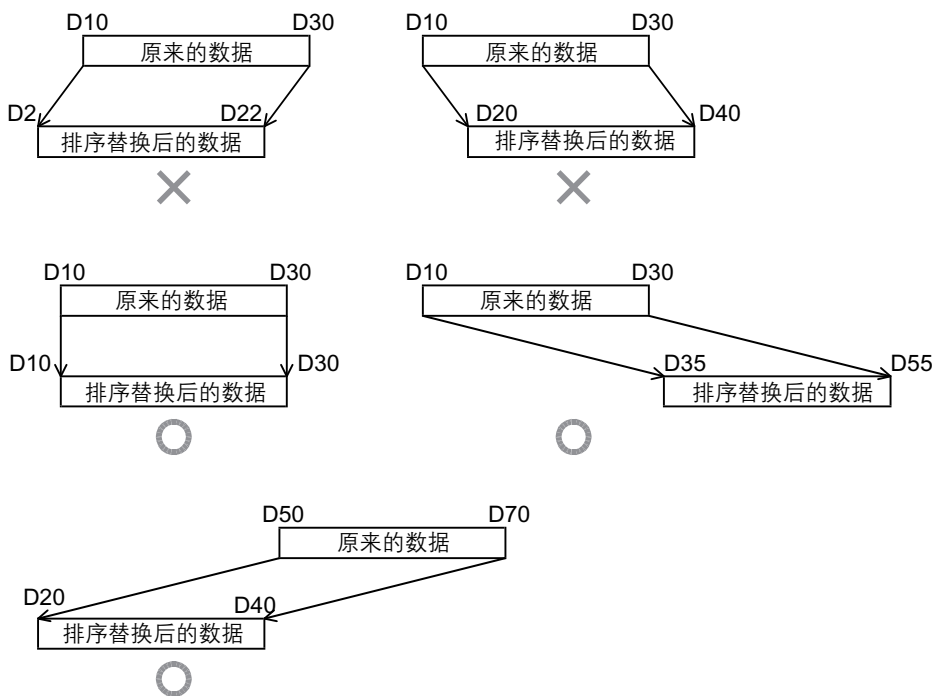 D10 D30 D10 D30
原来的数据 原来的数据
D2 D22 D20 D40
排序替换后的数据 排序替换后的数据
D10 D30 D10 D30
原来的数据 原来的数据
D10 D30 D35 D55
排序替换后的数据 排序替换后的数据
D50 D70
原来的数据
D20 D40
排序替换后的数据